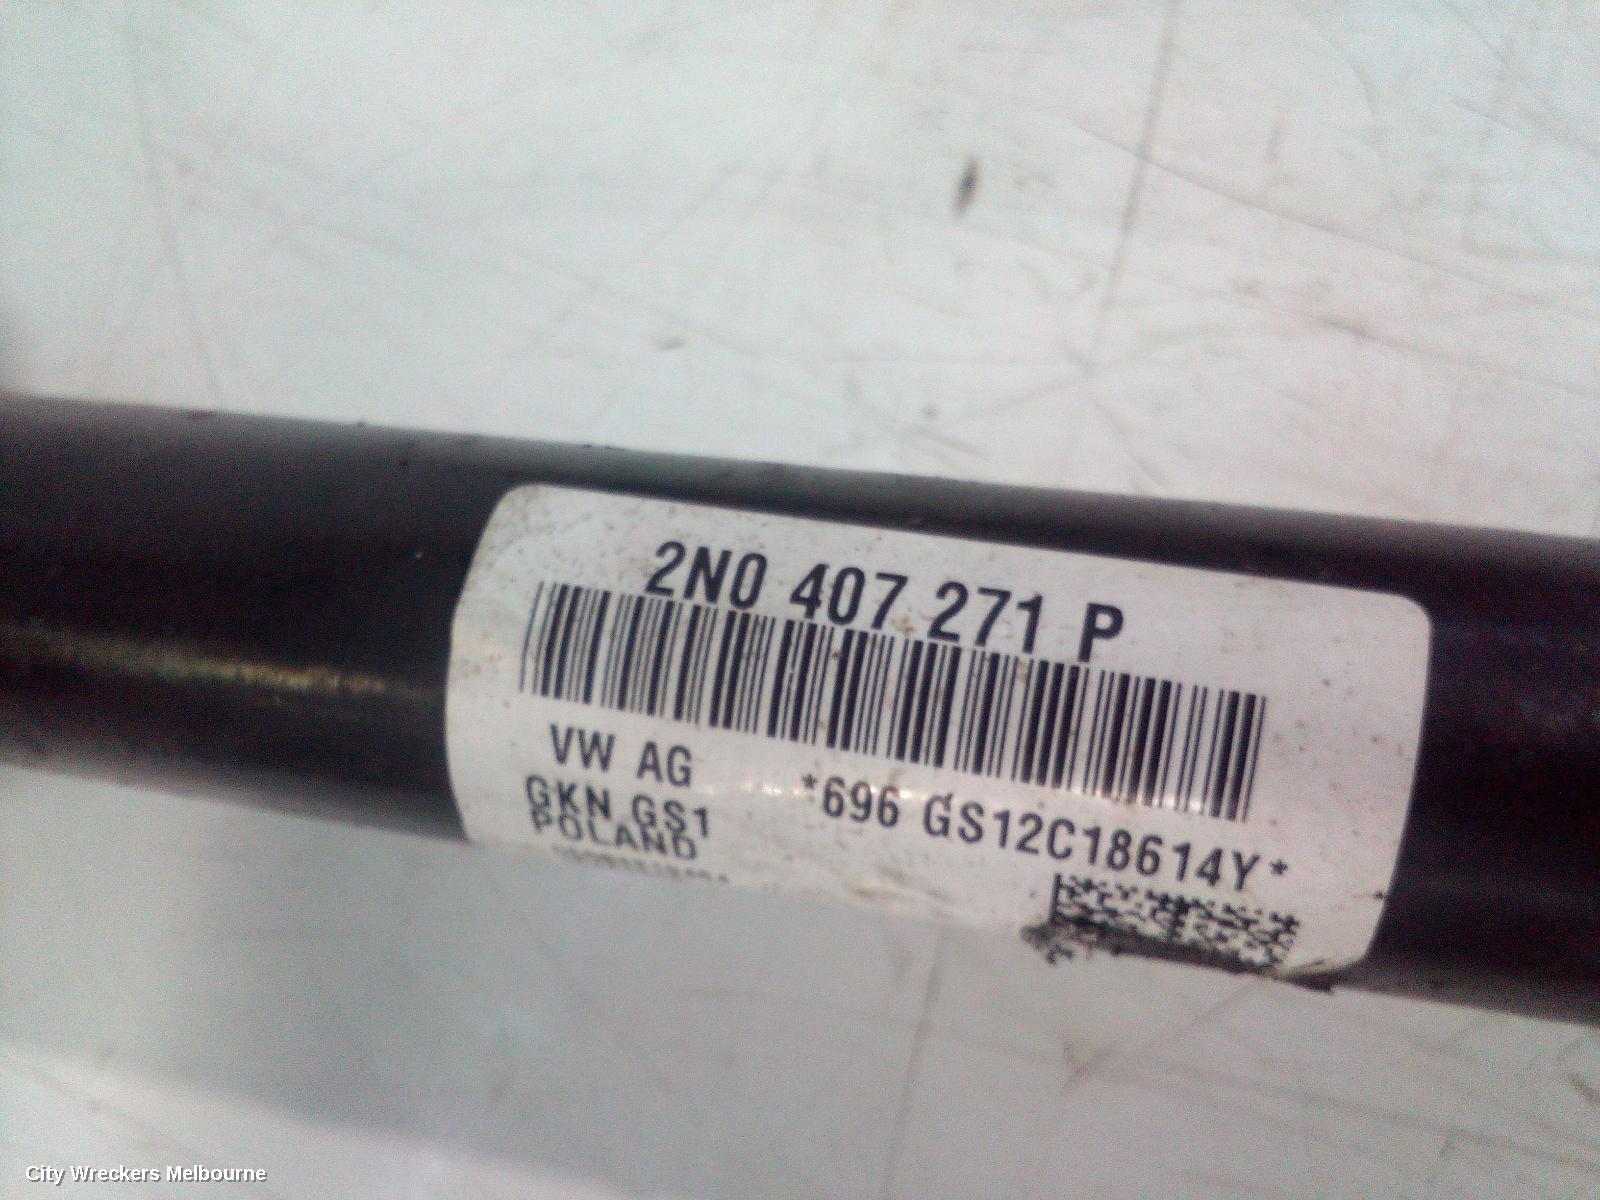 2N0 407 271 P
VW AG
*696 GS12C18614Y*
GKN GS1
POLAND
City Wreckers Melbourne